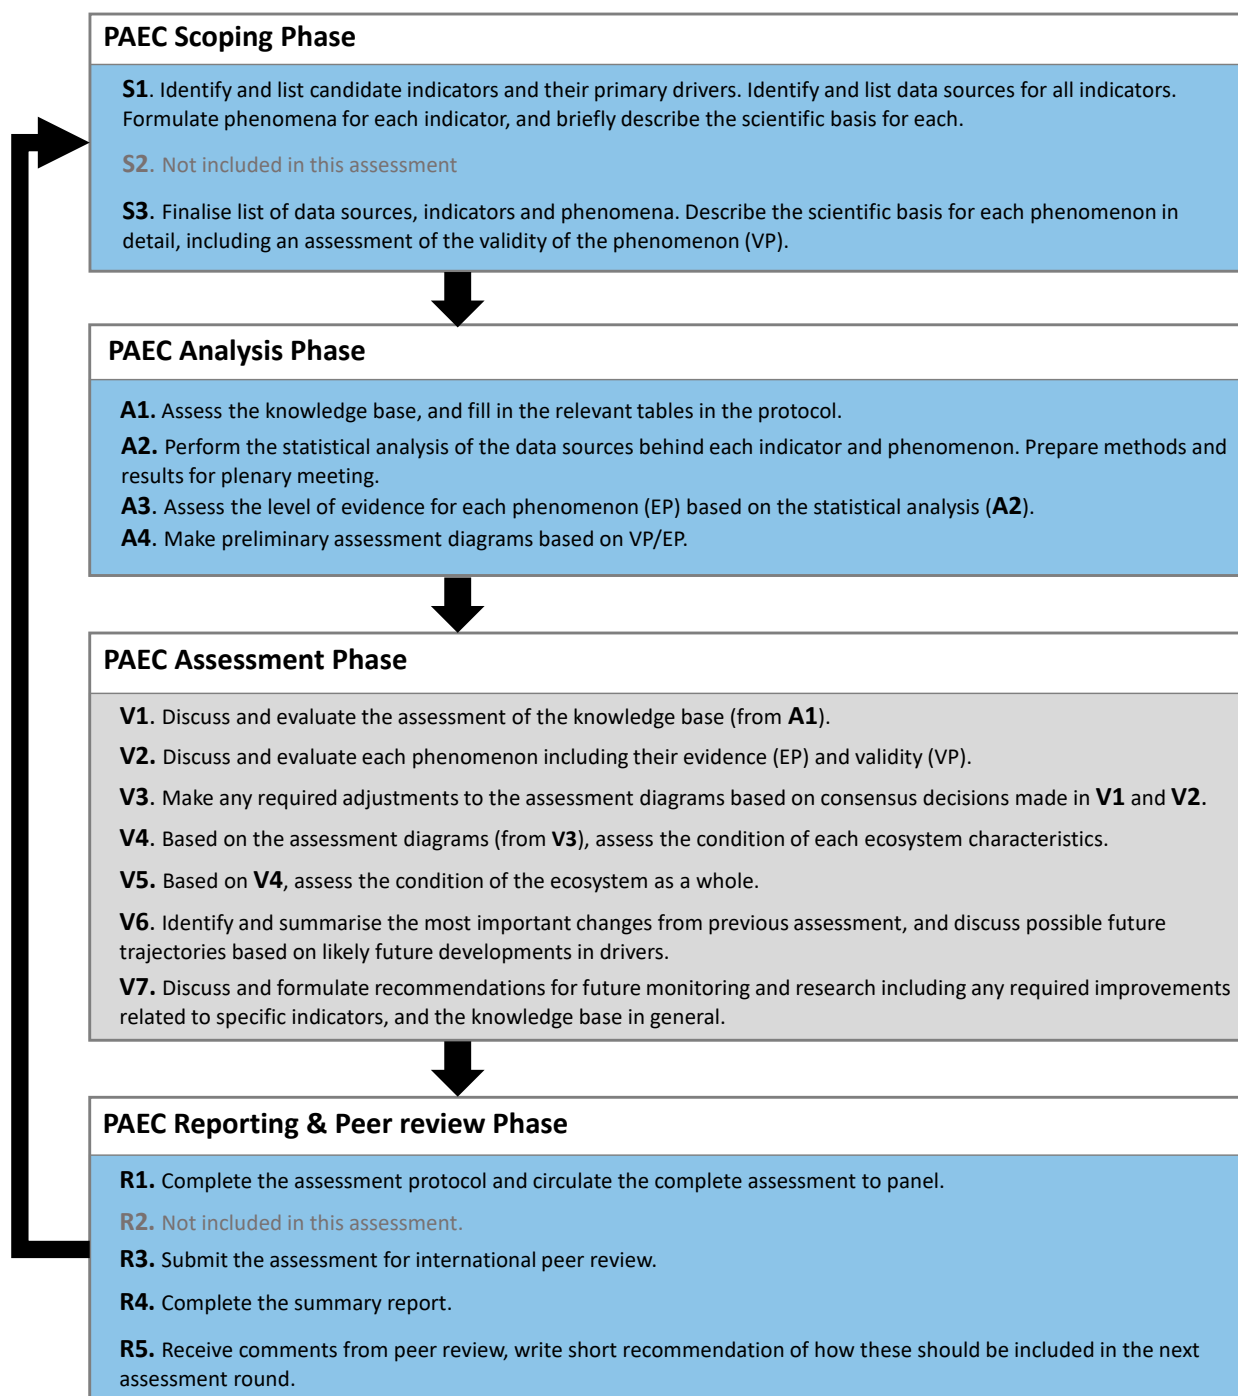 PAEC Scoping Phase
S1. Identify and list candidate indicators and their primary drivers. Identify and list data sources for all indicators.
Formulate phenomena for each indicator, and briefly describe the scientific basis for each.
S2. Not included in this assessment
S3. Finalise list of data sources, indicators and phenomena. Describe the scientific basis for each phenomenon in
detail, including an assessment of the validity of the phenomenon (VP).
PAEC Analysis Phase
A1. Assess the knowledge base, and fill in the relevant tables in the protocol.
A2. Perform the statistical analysis of the data sources behind each indicator and phenomenon. Prepare methods and
results for plenary meeting.
A3. Assess the level of evidence for each phenomenon (EP) based on the statistical analysis (A2).
A4. Make preliminary assessment diagrams based on VP/EP.
PAEC Assessment Phase
V1. Discuss and evaluate the assessment of the knowledge base (from A1).
V2. Discuss and evaluate each phenomenon including their evidence (EP) and validity (VP).
V3. Make any required adjustments to the assessment diagrams based on consensus decisions made in V1 and V2.
V4. Based on the assessment diagrams (from V3), assess the condition of each ecosystem characteristics.
V5. Based on V4, assess the condition of the ecosystem as a whole.
V6. Identify and summarise the most important changes from previous assessment, and discuss possible future
trajectories based on likely future developments in drivers.
V7. Discuss and formulate recommendations for future monitoring and research including any required improvements
related to specific indicators, and the knowledge base in general.
PAEC Reporting & Peer review Phase
R1. Complete the assessment protocol and circulate the complete assessment to panel.
R2. Not included in this assessment.
R3. Submit the assessment for international peer review.
R4. Complete the summary report.
R5. Receive comments from peer review, write short recommendation of how these should be included in the next
assessment round.